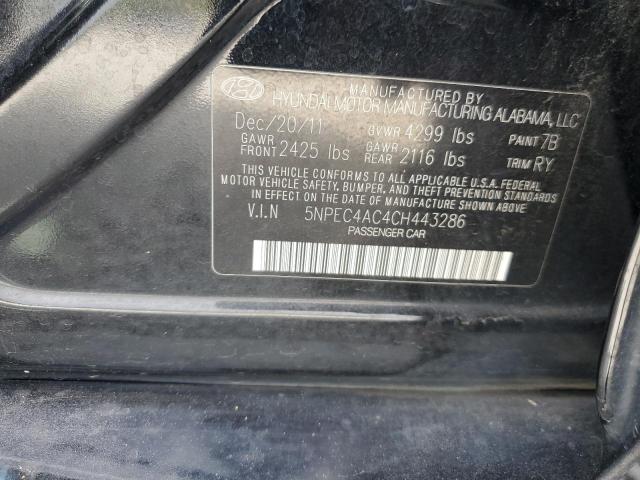 MANUFACTURED BY
HYUNDAI MOTOR MANUFACTURING ALABAMA, LLC
Dec/20/11 GVWR 4299 lbs PAINT 7B
GAWR FRONT 2425 lbs GAWR REAR 2116 lbs TRIM RY
THIS VEHICLE CONFORMS TO ALL APPLICABLE U.S.A. FEDERAL
MOTOR VEHICLE SAFETY, BUMPER, AND THEFT PREVENTION STANDARDS
IN EFFECT ON THE DATE OF MANUFACTURE SHOWN ABOVE.
V.I.N 5NPEC4AC4CH443286
PASSENGER CAR